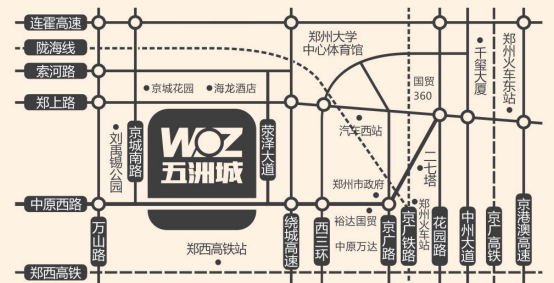 连霍高速
郑州大学
中心体育馆
陇海线
索河路
京城花园
海龙酒店
国贸
360
千玺大厦
郑州火车东站
郑上路
刘禹锡公园
京城南路
WOZ
五洲城
荥泽大道
汽车西站
二七塔
郑州市政府
中原西路
万山路
绕城高速
西三环
裕达国贸
中原万达
京广路
京广铁路
郑州火车站
花园路
中州大道
京广高铁
京港澳高速
郑西高铁站
郑西高铁